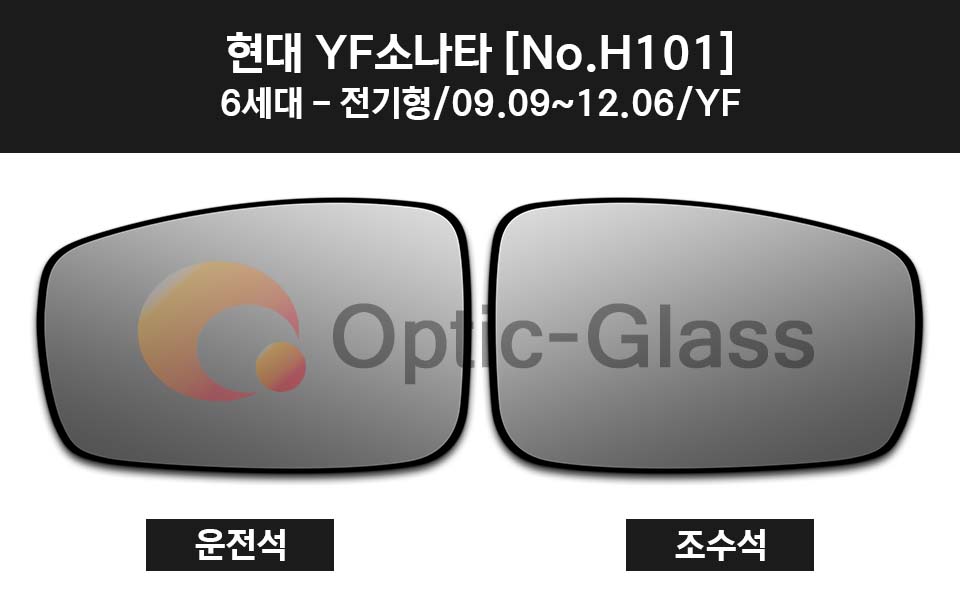 현대 YF소나타 [No.H101]
6세대 – 전기형/09.09~12.06/YF
Optic-Glass
운전석
조수석